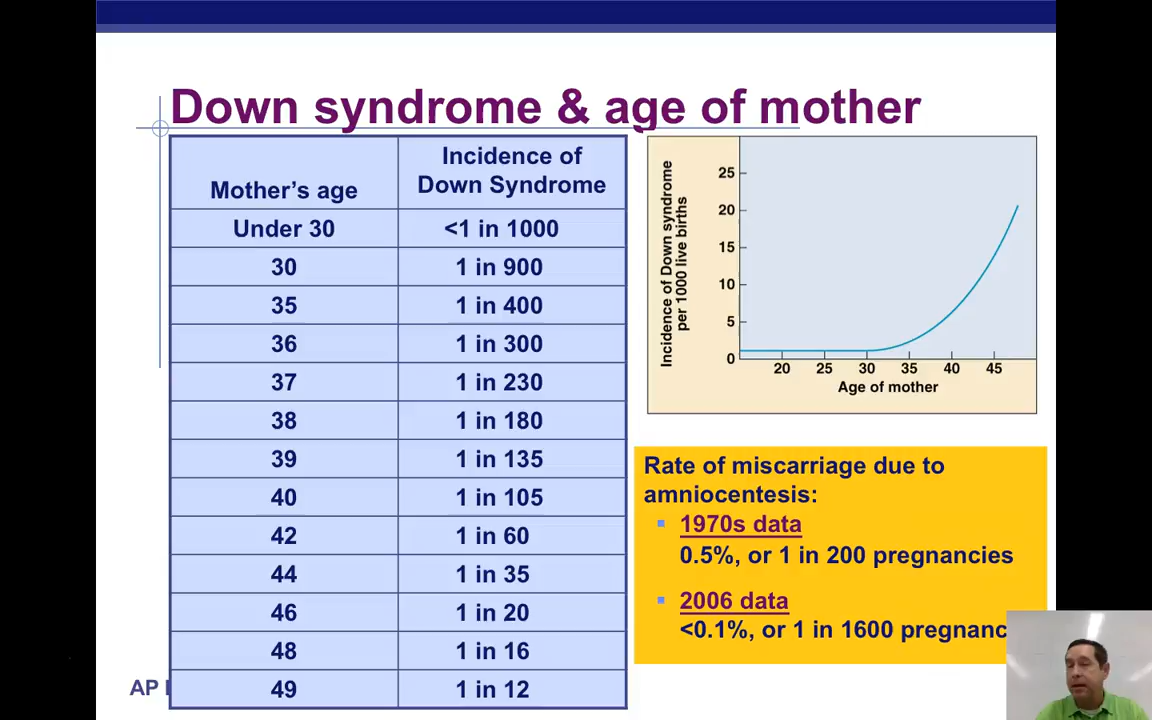 Down syndrome & age of mother
Mother's age
Incidence of
Down Syndrome
Under 30 <1 in 1000
30 1 in 900
35 1 in 400
36 1 in 300
37 1 in 230
38 1 in 180
39 1 in 135
40 1 in 105
42 1 in 60
44 1 in 35
46 1 in 20
48 1 in 16
49 1 in 12
Incidence of Down syndrome
per 1000 live births
25
20
15
10
5
0
20 25 30 35 40 45
Age of mother
Rate of miscarriage due to
amniocentesis:
1970s data
0.5%, or 1 in 200 pregnancies
2006 data
<0.1%, or 1 in 1600 pregnanc
AP